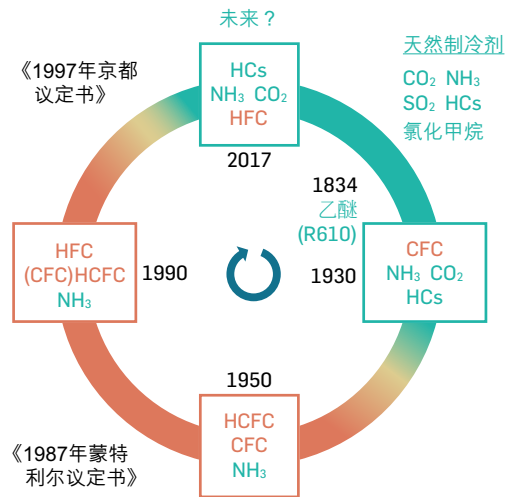 未来？
HCs
NH₃ CO₂
HFC
2017
天然制冷剂
CO₂ NH₃
SO₂ HCs
氯化甲烷
1834
乙醚
(R610)
1930
CFC
NH₃ CO₂
HCs
1950
HCFC
CFC
NH₃
《1987年蒙特
利尔议定书》
1990
HFC
(CFC)HCFC
NH₃
《1997年京都
议定书》